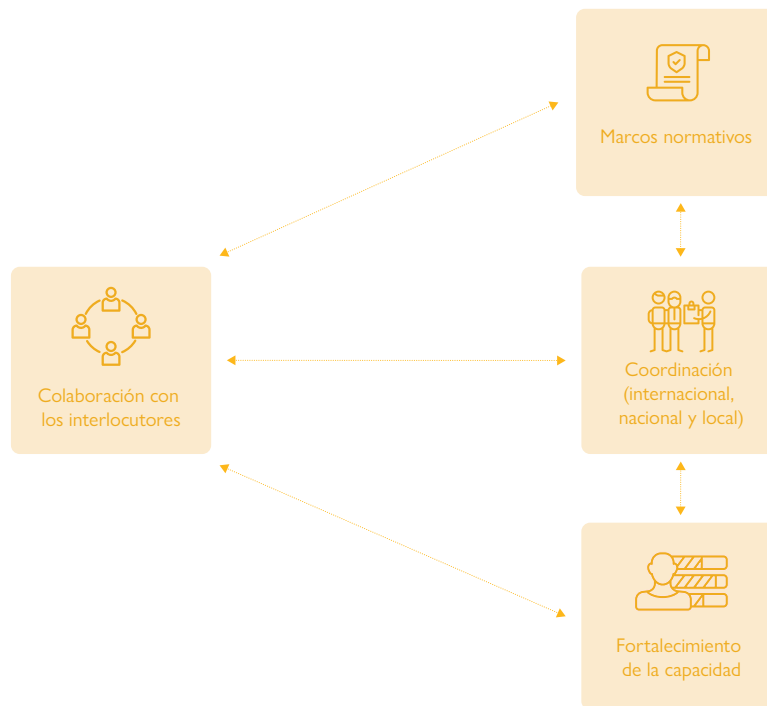 Marcos normativos
Colaboración con
los interlocutores
Coordinación
(internacional,
nacional y local)
Fortalecimiento
de la capacidad